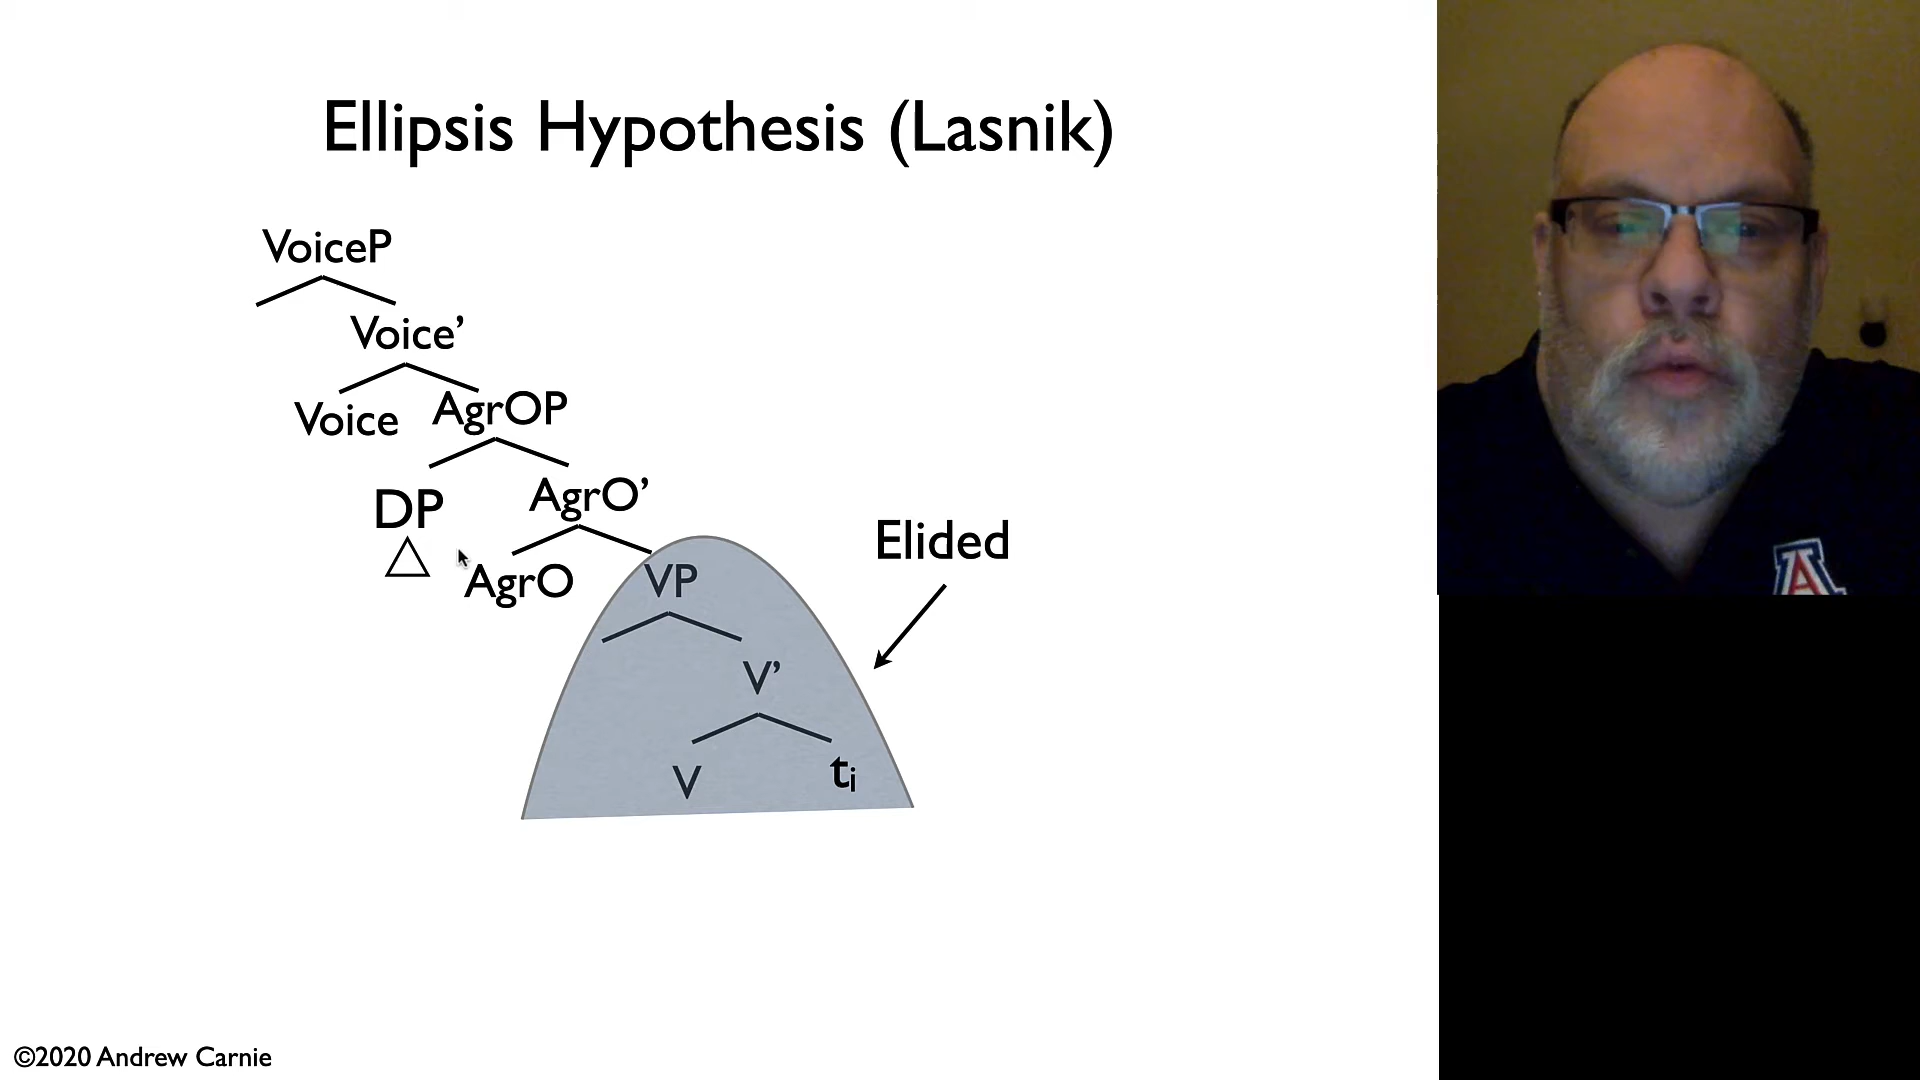 Ellipsis Hypothesis (Lasnik)
VoiceP
Voice’
Voice AgrOP
DP AgrO’
Elided
AgrO VP
V’
V tᵢ
A
©2020 Andrew Carnie